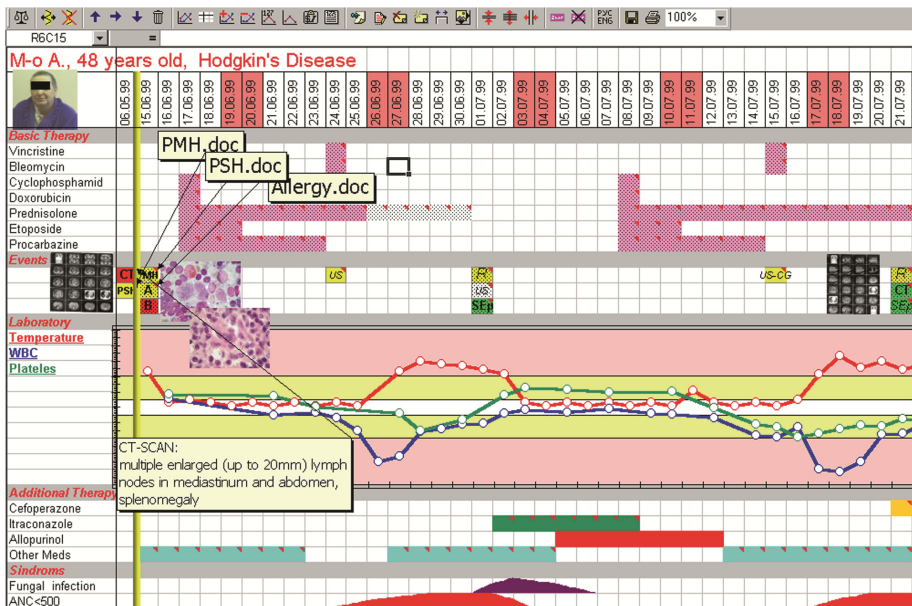 РУС
ENG
100%
R6C15
=
M-o A., 48 years old, Hodgkin's Disease
06.05.99 15.06.99 16.06.99 17.06.99 18.06.99 19.06.99 20.06.99 21.06.99 22.06.99 23.06.99 24.06.99 25.06.99 26.06.99 27.06.99 28.06.99 29.06.99 30.06.99 01.07.99 02.07.99 03.07.99 04.07.99 05.07.99 06.07.99 07.07.99 08.07.99 09.07.99 10.07.99 11.07.99 12.07.99 13.07.99 14.07.99 15.07.99 16.07.99 17.07.99 18.07.99 19.07.99 20.07.99 21.07.99
Basic Therapy
PMH.doc
Vincristine
PSH.doc
Bleomycin
Allergy.doc
Cyclophosphamid
Doxorubicin
Prednisolone
Etoposide
Procarbazine
Events
CT US US-CG
PSH A US CT
B SEp SEp
Laboratory
Temperature
WBC
Plateles
CT-SCAN:
multiple enlarged (up to 20mm) lymph
nodes in mediastinum and abdomen,
splenomegaly
Additional Therapy
Cefoperazone
Itraconazole
Allopurinol
Other Meds
Sindroms
Fungal infection
ANC<500